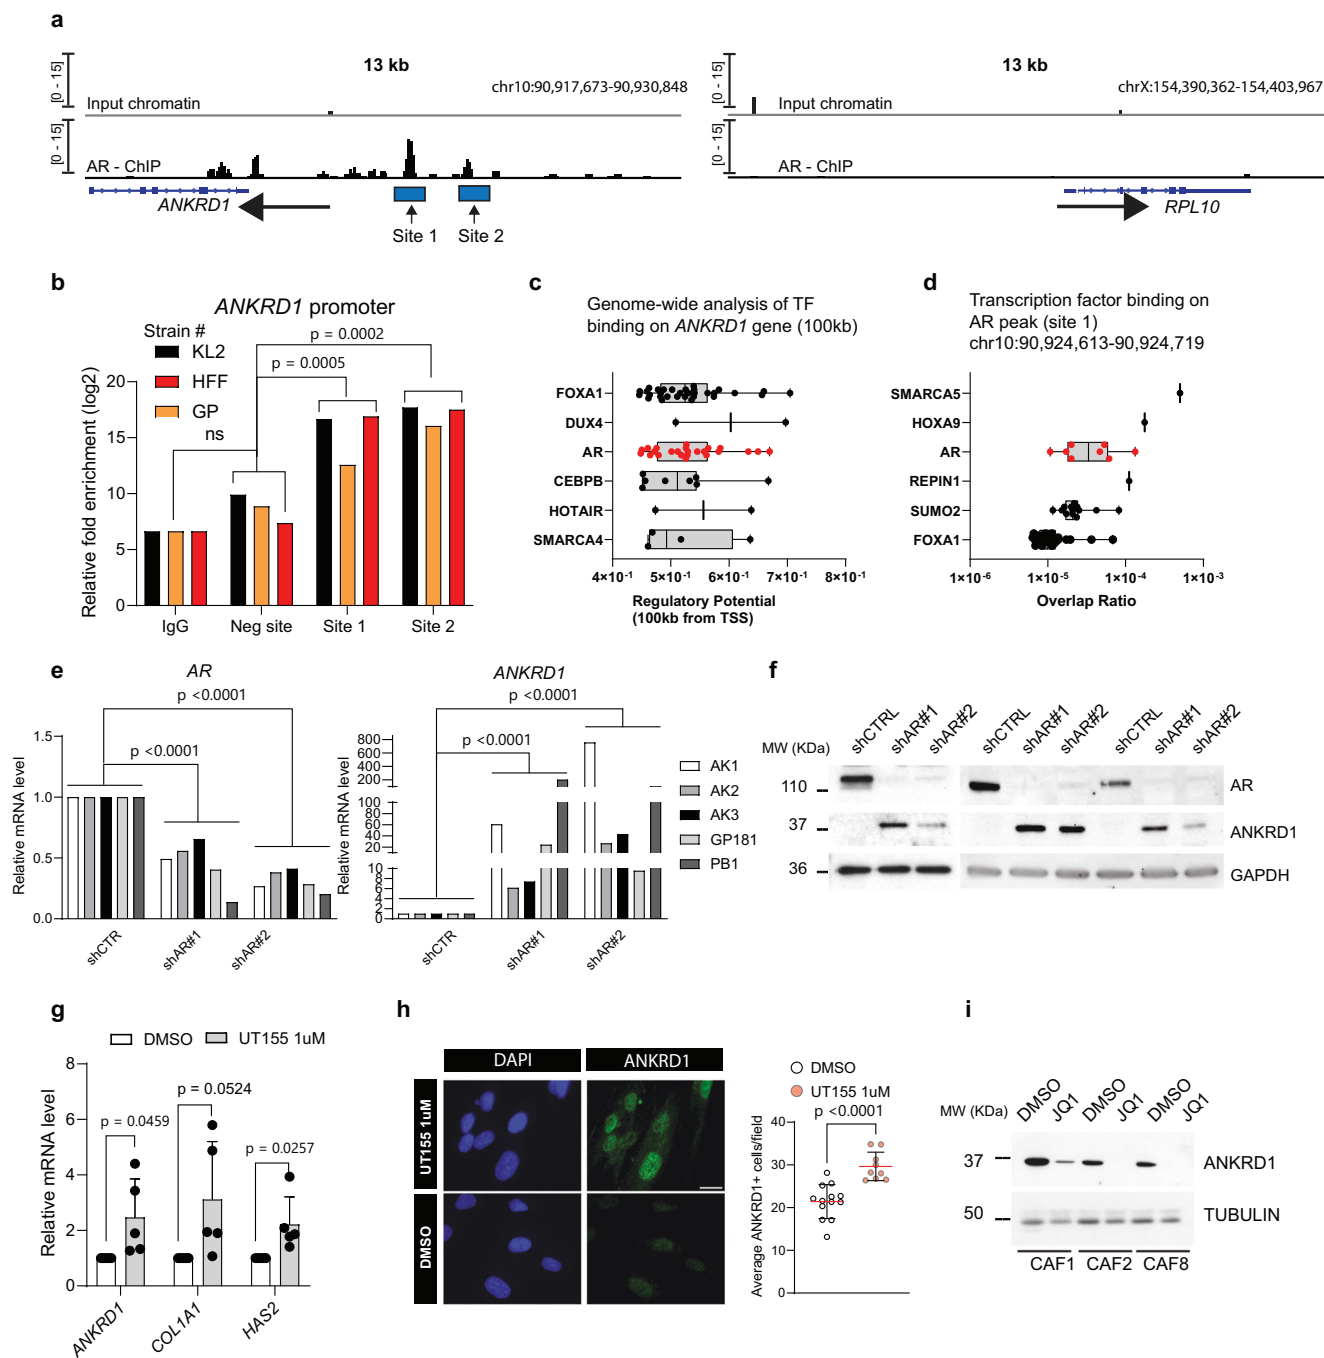 a
[0 - 15]
13 kb
chr10:90,917,673-90,930,848
Input chromatin
[0 - 15]
AR - ChIP
ANKRD1
Site 1
Site 2
[0 - 15]
13 kb
chrX:154,390,362-154,403,967
Input chromatin
[0 - 15]
AR - ChIP
RPL10
b
ANKRD1 promoter
Strain #
KL2
HFF
GP
p = 0.0002
p = 0.0005
ns
Relative fold enrichment (log2)
20
15
10
5
0
IgG
Neg site
Site 1
Site 2
c
Genome-wide analysis of TF
binding on ANKRD1 gene (100kb)
FOXA1
DUX4
AR
CEBPB
HOTAIR
SMARCA4
4×10⁻¹
5×10⁻¹
6×10⁻¹
7×10⁻¹
8×10⁻¹
Regulatory Potential
(100kb from TSS)
d
Transcription factor binding on
AR peak (site 1)
chr10:90,924,613-90,924,719
SMARCA5
HOXA9
AR
REPIN1
SUMO2
FOXA1
1×10⁻⁶
1×10⁻⁵
1×10⁻⁴
1×10⁻³
Overlap Ratio
e
AR
p <0.0001
p <0.0001
Relative mRNA level
1.5
1.0
0.5
0.0
shCTR
shAR#1
shAR#2
ANKRD1
p <0.0001
p <0.0001
Relative mRNA level
800
600
400
200
100
80
60
40
20
10
8
6
4
2
0
shCTR
shAR#1
shAR#2
AK1
AK2
AK3
GP181
PB1
f
MW (KDa)
shCTRL
shAR#1
shAR#2
shCTRL
shAR#1
shAR#2
shCTRL
shAR#1
shAR#2
110
AR
37
ANKRD1
36
GAPDH
g
DMSO
UT155 1uM
Relative mRNA level
8
6
4
2
0
p = 0.0459
p = 0.0524
p = 0.0257
ANKRD1
COL1A1
HAS2
h
DAPI
ANKRD1
UT155 1uM
DMSO
DMSO
UT155 1uM
p <0.0001
Average ANKRD1+ cells/field
40
30
20
10
0
i
MW (KDa)
DMSO
JQ1
DMSO
JQ1
DMSO
JQ1
37
ANKRD1
50
TUBULIN
CAF1
CAF2
CAF8